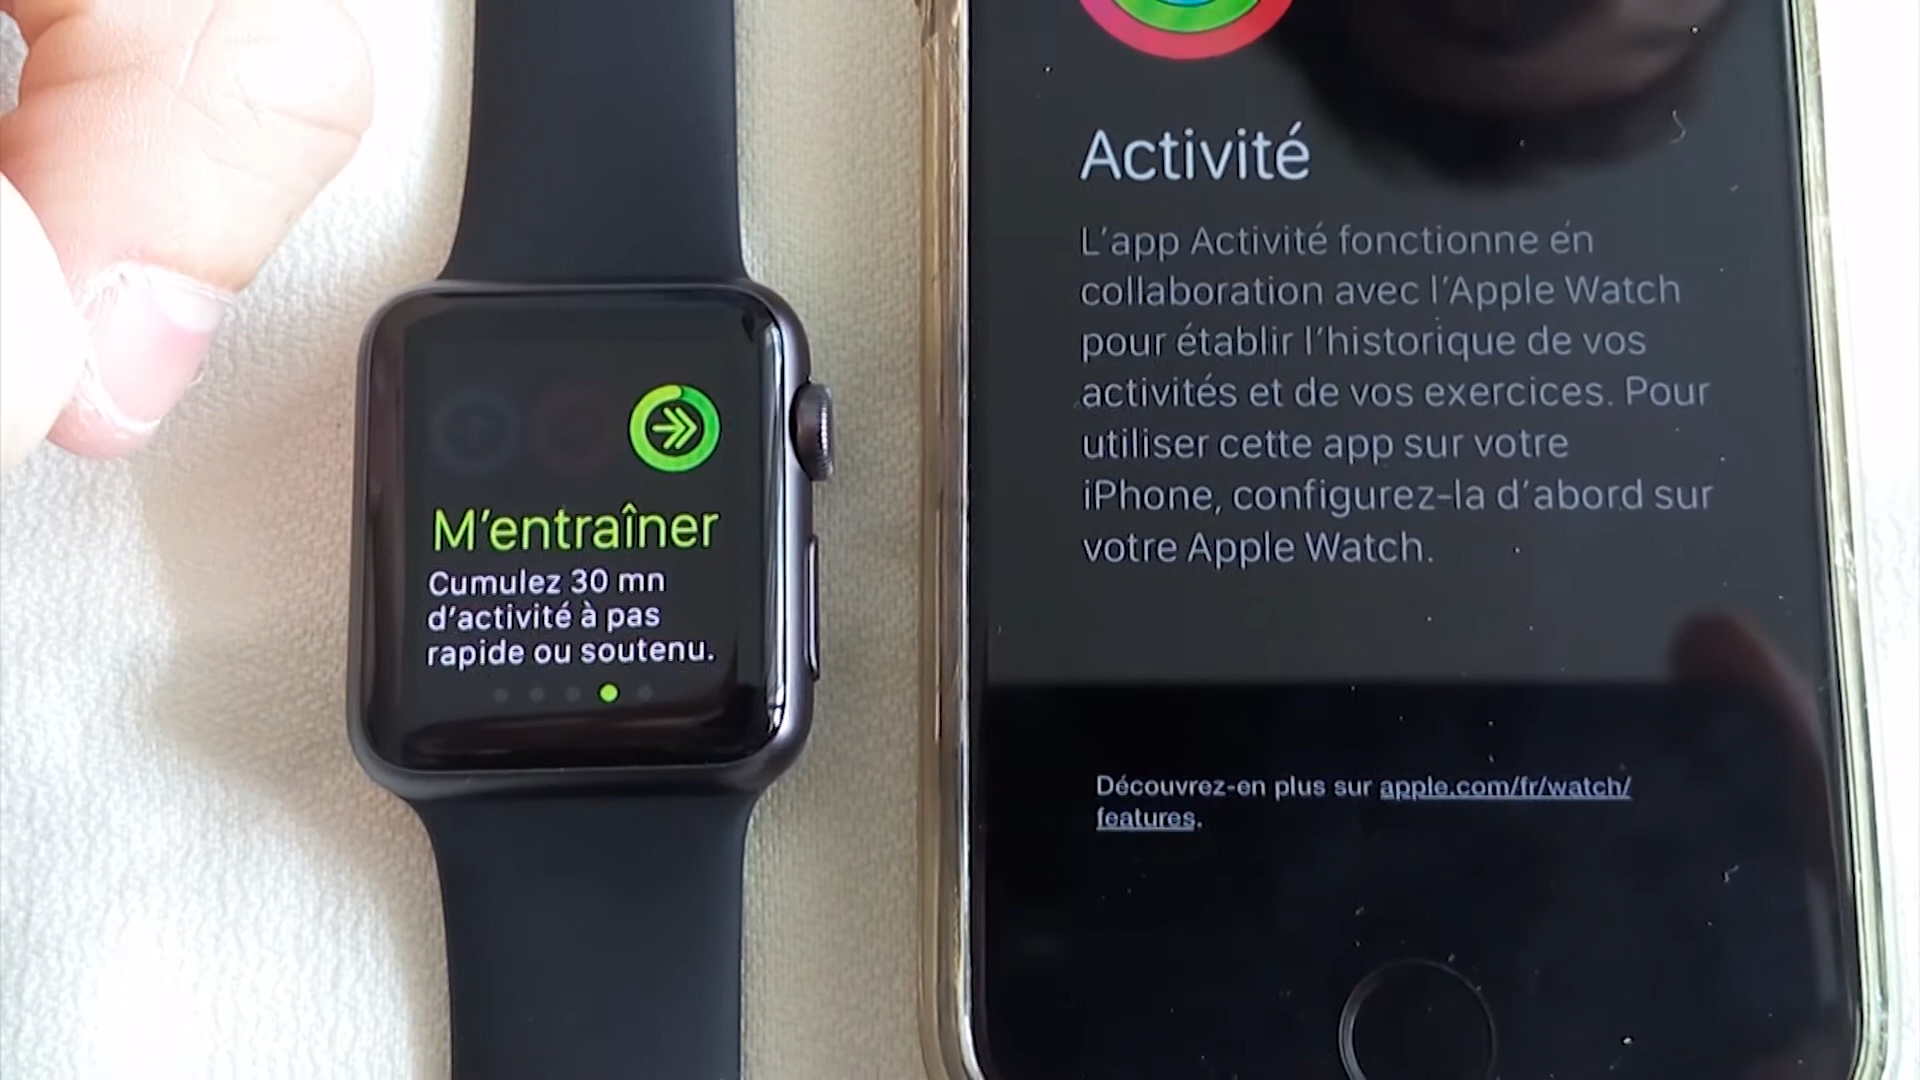 M'entraîner
Cumulez 30 mn
d'activité à pas
rapide ou soutenu.
Activité
L'app Activité fonctionne en
collaboration avec l'Apple Watch
pour établir l'historique de vos
activités et de vos exercices. Pour
utiliser cette app sur votre
iPhone, configurez-la d'abord sur
votre Apple Watch.
Découvrez-en plus sur apple.com/fr/watch/
features.